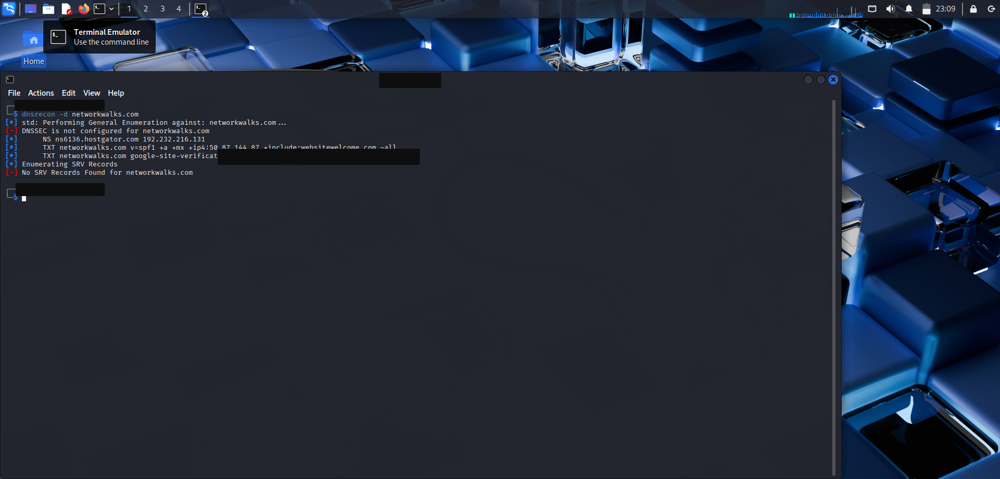 1 2 3 4 2 23:09
Terminal Emulator
Use the command line
Home
File Actions Edit View Help
$ dnsrecon -d networkwalks.com
[*] std: Performing General Enumeration against: networkwalks.com...
[-] DNSSEC is not configured for networkwalks.com
[*] NS ns6136.hostgator.com 192.232.216.131
[*] TXT networkwalks.com v=spf1 +a +mx +ip4:50.87.144.87 +include:websitewelcome.com ~all
[*] TXT networkwalks.com google-site-verificat
[*] Enumerating SRV Records
[-] No SRV Records Found for networkwalks.com
$